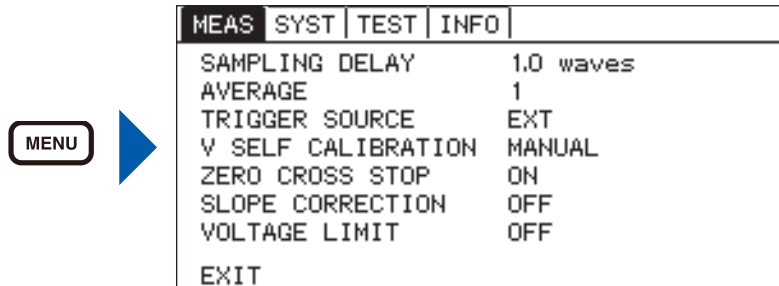 MENU
MEAS SYST TEST INFO
SAMPLING DELAY 1.0 waves
AVERAGE 1
TRIGGER SOURCE EXT
V SELF CALIBRATION MANUAL
ZERO CROSS STOP ON
SLOPE CORRECTION OFF
VOLTAGE LIMIT OFF
EXIT